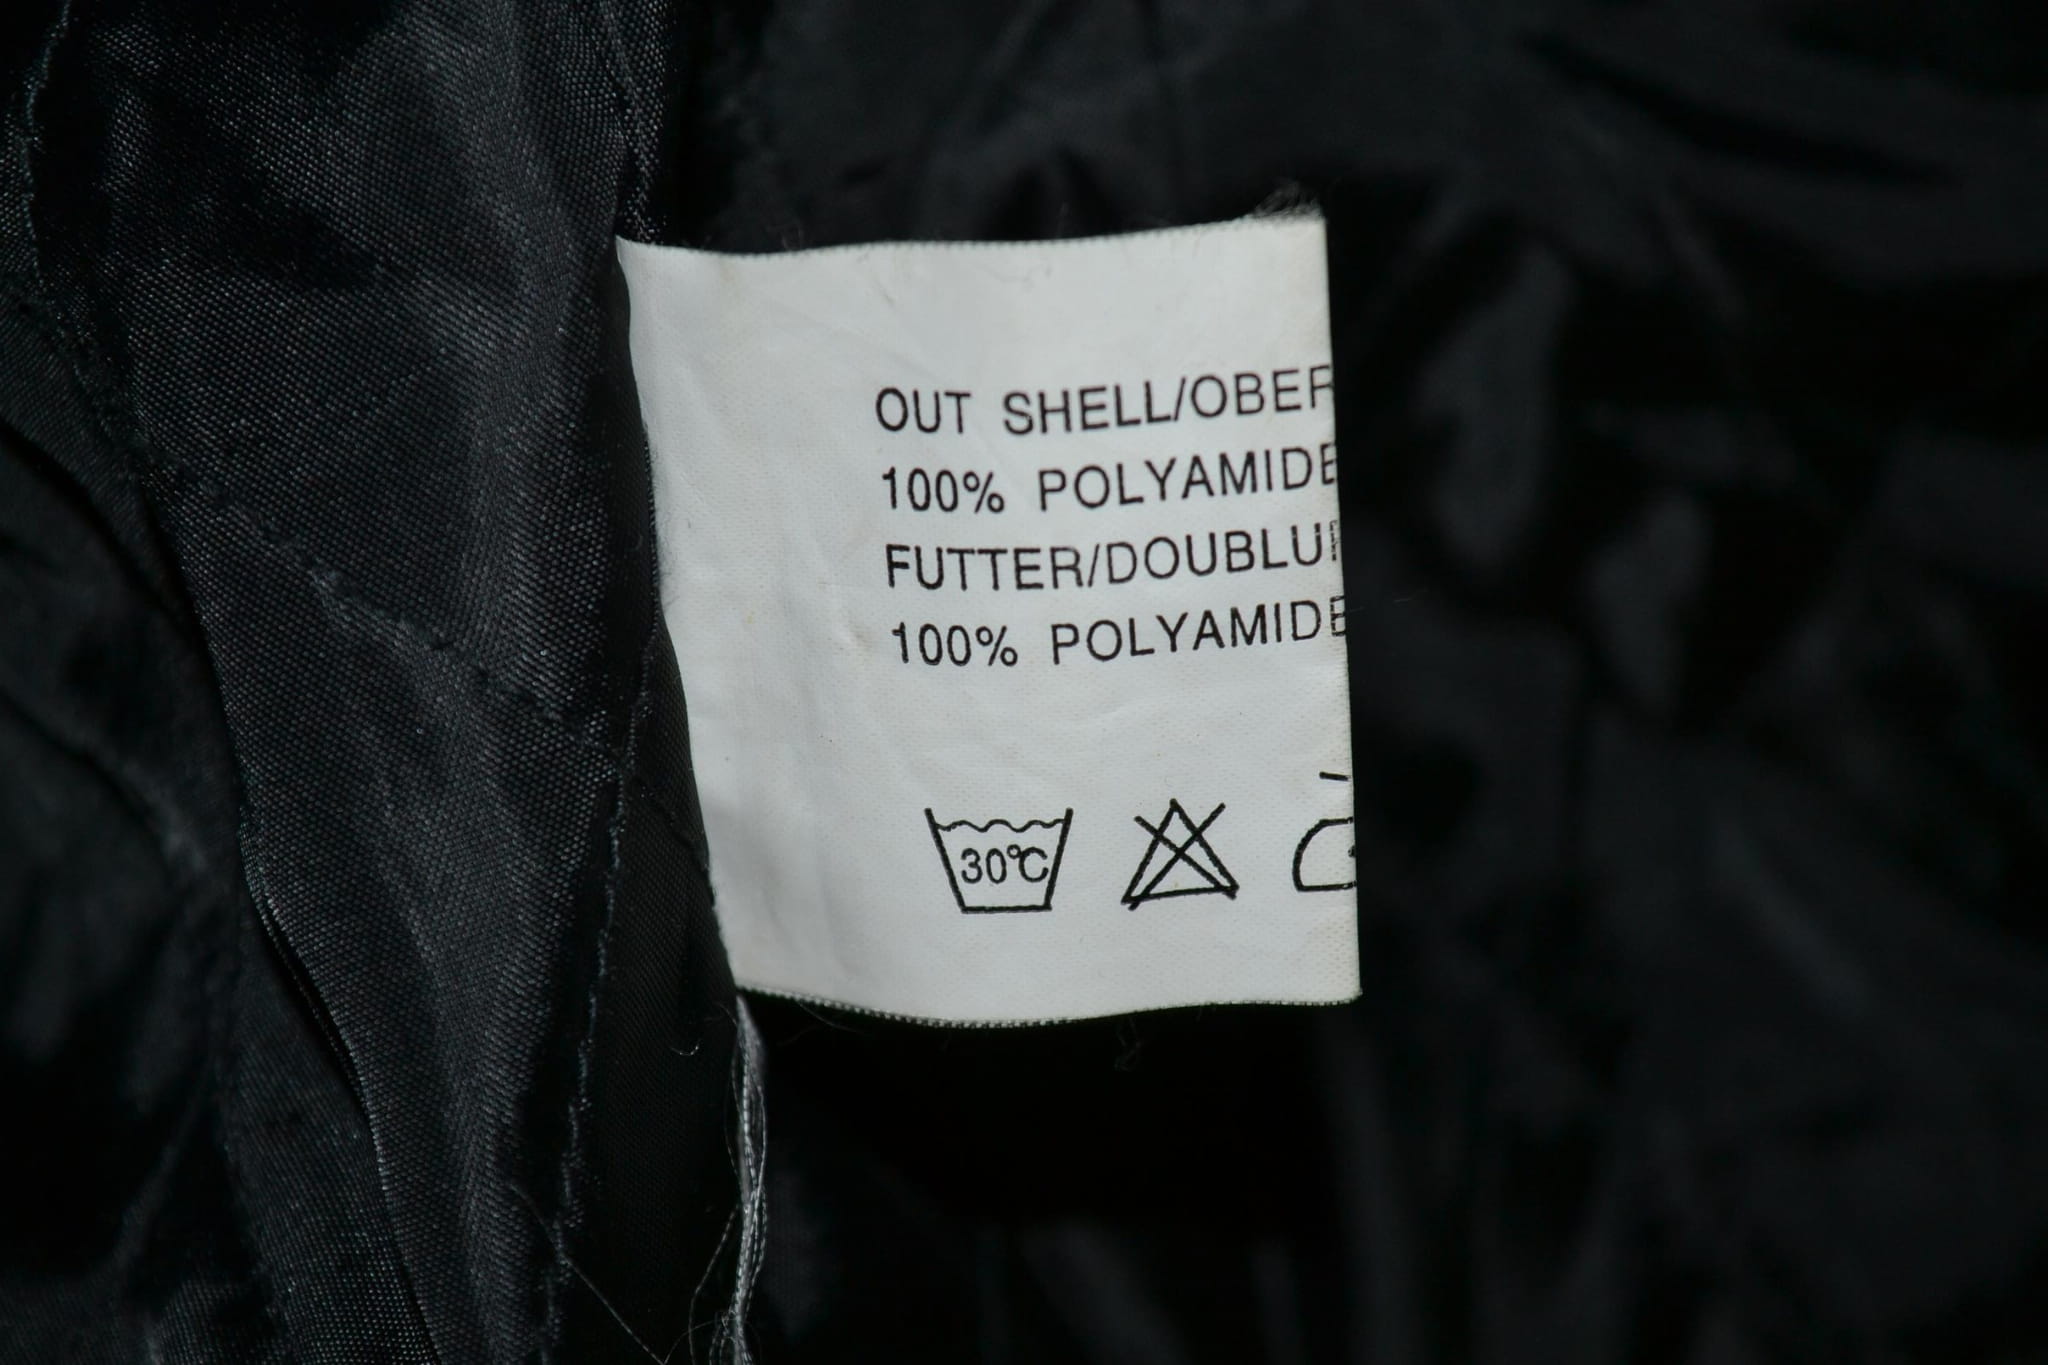 OUT SHELL/OBER
100% POLYAMIDE
FUTTER/DOUBLU
100% POLYAMIDE
30°C